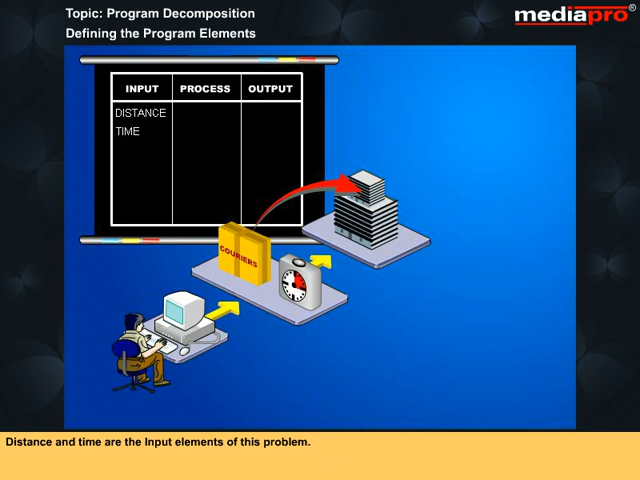 Topic: Program Decomposition
Defining the Program Elements
mediapro®
INPUT PROCESS OUTPUT
DISTANCE
TIME
COURIERS
Distance and time are the Input elements of this problem.